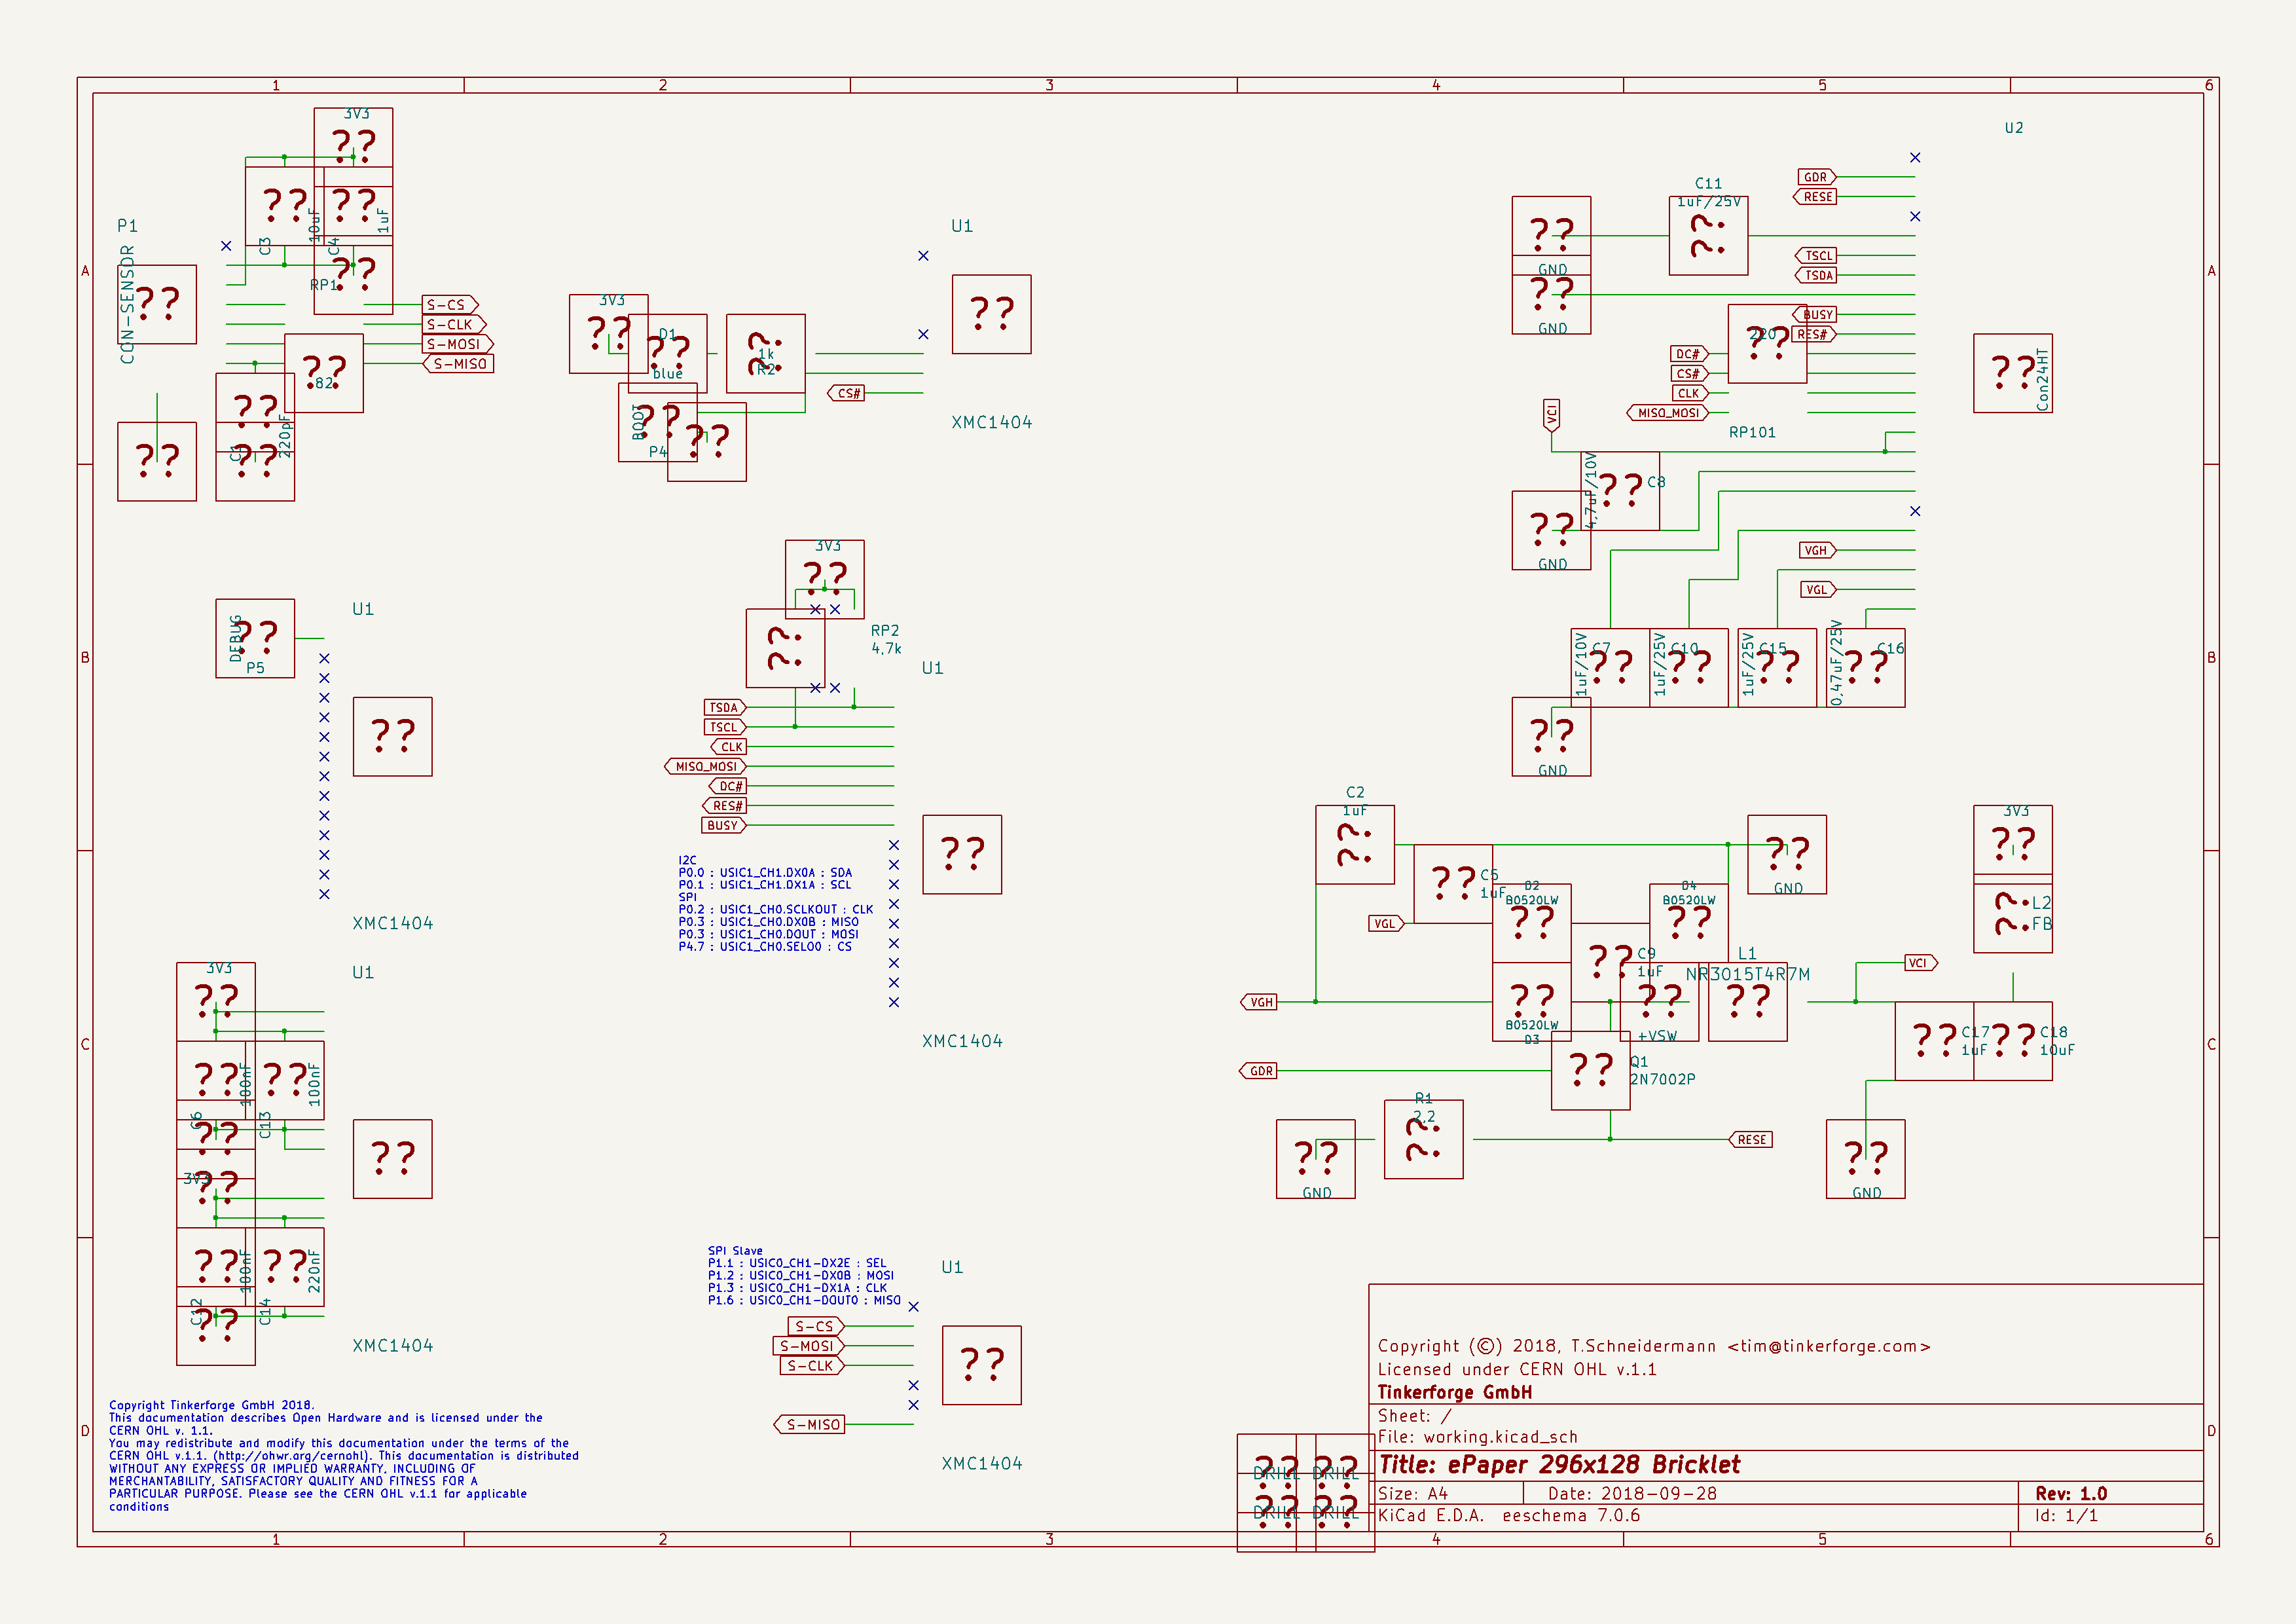 1 2 3 4 5 6
A
B
C
D
3V3
??
10uF
1uF
C3
C4
P1
CON-SENSOR
??
RP1
S-CS
S-CLK
S-MOSI
S-MISO
82
220pF
C1
3V3
D1
blue
1k
R2
BOOT
P4
CS#
U1
XMC1404
U2
GDR
RESE
C11
1uF/25V
GND
GND
TSCL
TSDA
BUSY
RES#
220
DC#
CS#
CLK
MISO_MOSI
RP101
Con24HT
VCI
4,7uF/10V
C8
GND
VGH
VGL
C7
1uF/10V
C10
1uF/25V
C15
1uF/25V
C16
0,47uF/25V
GND
DEBUG
P5
U1
XMC1404
3V3
RP2
4,7k
U1
TSDA
TSCL
CLK
MISO_MOSI
DC#
RES#
BUSY
I2C
P0.0 : USIC1_CH1.DX0A : SDA
P0.1 : USIC1_CH1.DX1A : SCL
SPI
P0.2 : USIC1_CH0.SCLKOUT : CLK
P0.3 : USIC1_CH0.DX0B : MISO
P0.3 : USIC1_CH0.DOUT : MOSI
P4.7 : USIC1_CH0.SELO0 : CS
XMC1404
C2
1uF
C5
1uF
VGL
D2
B0520LW
D4
B0520LW
GND
3V3
L2
FB
C9
1uF
L1
NR3015T4R7M
VCI
VGH
B0520LW
D3
+VSW
C17
1uF
C18
10uF
GDR
Q1
2N7002P
R1
2,2
RESE
GND
GND
3V3
U1
100nF
100nF
C6
C13
3V3
100nF
220nF
C12
C14
XMC1404
SPI Slave
P1.1 : USIC0_CH1-DX2E : SEL
P1.2 : USIC0_CH1-DX0B : MOSI
P1.3 : USIC0_CH1-DX1A : CLK
P1.6 : USIC0_CH1-DOUT0 : MISO
U1
S-CS
S-MOSI
S-CLK
S-MISO
XMC1404
Copyright Tinkerforge GmbH 2018.
This documentation describes Open Hardware and is licensed under the
CERN OHL v. 1.1.
You may redistribute and modify this documentation under the terms of the
CERN OHL v.1.1. (http://ohwr.org/cernohl). This documentation is distributed
WITHOUT ANY EXPRESS OR IMPLIED WARRANTY, INCLUDING OF
MERCHANTABILITY, SATISFACTORY QUALITY AND FITNESS FOR A
PARTICULAR PURPOSE. Please see the CERN OHL v.1.1 for applicable
conditions
DRILL DRILL
DRILL DRILL
Copyright (©) 2018, T.Schneidermann <tim@tinkerforge.com>
Licensed under CERN OHL v.1.1
Tinkerforge GmbH
Sheet: /
File: working.kicad_sch
Title: ePaper 296x128 Bricklet
Size: A4 Date: 2018-09-28 Rev: 1.0
KiCad E.D.A. eeschema 7.0.6 Id: 1/1
A
B
C
D
1 2 3 4 5 6